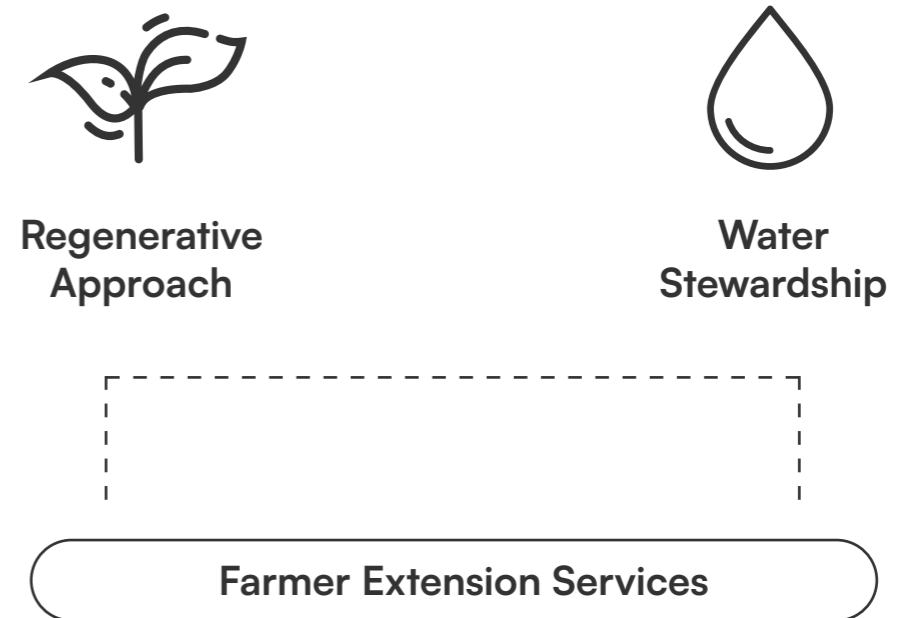 Regenerative
Approach
Water
Stewardship
Farmer Extension Services